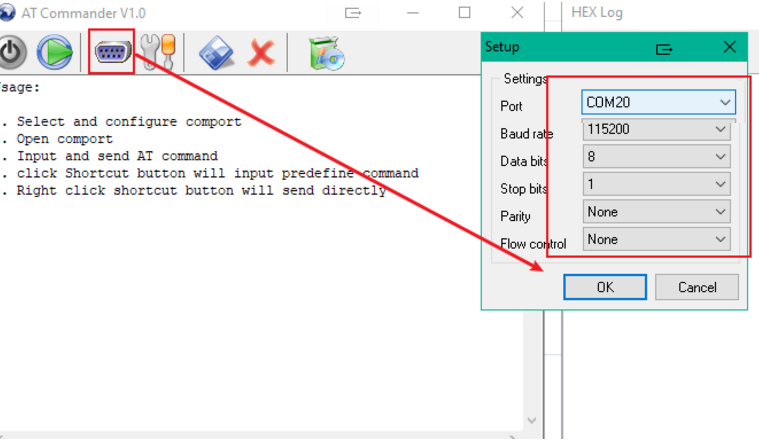 AT Commander V1.0
HEX Log
sage:
. Select and configure comport
. Open comport
. Input and send AT command
. click Shortcut button will input predefine command
. Right click shortcut button will send directly
Setup
Settings
Port COM20
Baud rate 115200
Data bits 8
Stop bits 1
Parity None
Flow control None
OK Cancel